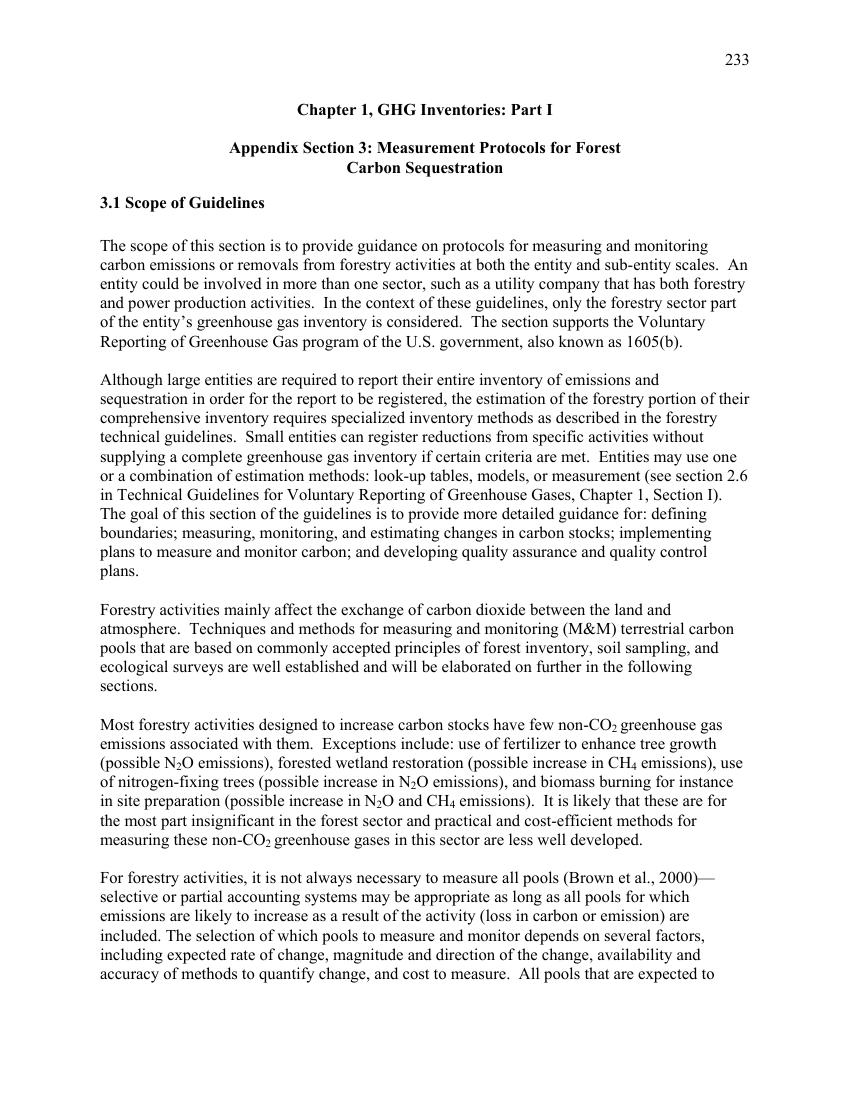 233
Chapter 1, GHG Inventories: Part I
Appendix Section 3: Measurement Protocols for Forest
Carbon Sequestration
3.1 Scope of Guidelines
The scope of this section is to provide guidance on protocols for measuring and monitoring
carbon emissions or removals from forestry activities at both the entity and sub-entity scales.  An
entity could be involved in more than one sector, such as a utility company that has both forestry
and power production activities.  In the context of these guidelines, only the forestry sector part
of the entity's greenhouse gas inventory is considered.  The section supports the Voluntary
Reporting of Greenhouse Gas program of the U.S. government, also known as 1605(b).
Although large entities are required to report their entire inventory of emissions and
sequestration in order for the report to be registered, the estimation of the forestry portion of their
comprehensive inventory requires specialized inventory methods as described in the forestry
technical guidelines.  Small entities can register reductions from specific activities without
supplying a complete greenhouse gas inventory if certain criteria are met.  Entities may use one
or a combination of estimation methods: look-up tables, models, or measurement (see section 2.6
in Technical Guidelines for Voluntary Reporting of Greenhouse Gases, Chapter 1, Section I).
The goal of this section of the guidelines is to provide more detailed guidance for: defining
boundaries; measuring, monitoring, and estimating changes in carbon stocks; implementing
plans to measure and monitor carbon; and developing quality assurance and quality control
plans.
Forestry activities mainly affect the exchange of carbon dioxide between the land and
atmosphere.  Techniques and methods for measuring and monitoring (M&M) terrestrial carbon
pools that are based on commonly accepted principles of forest inventory, soil sampling, and
ecological surveys are well established and will be elaborated on further in the following
sections.
Most forestry activities designed to increase carbon stocks have few non-CO₂ greenhouse gas
emissions associated with them.  Exceptions include: use of fertilizer to enhance tree growth
(possible N₂O emissions), forested wetland restoration (possible increase in CH₄ emissions), use
of nitrogen-fixing trees (possible increase in N₂O emissions), and biomass burning for instance
in site preparation (possible increase in N₂O and CH₄ emissions).  It is likely that these are for
the most part insignificant in the forest sector and practical and cost-efficient methods for
measuring these non-CO₂ greenhouse gases in this sector are less well developed.
For forestry activities, it is not always necessary to measure all pools (Brown et al., 2000)—
selective or partial accounting systems may be appropriate as long as all pools for which
emissions are likely to increase as a result of the activity (loss in carbon or emission) are
included. The selection of which pools to measure and monitor depends on several factors,
including expected rate of change, magnitude and direction of the change, availability and
accuracy of methods to quantify change, and cost to measure.  All pools that are expected to